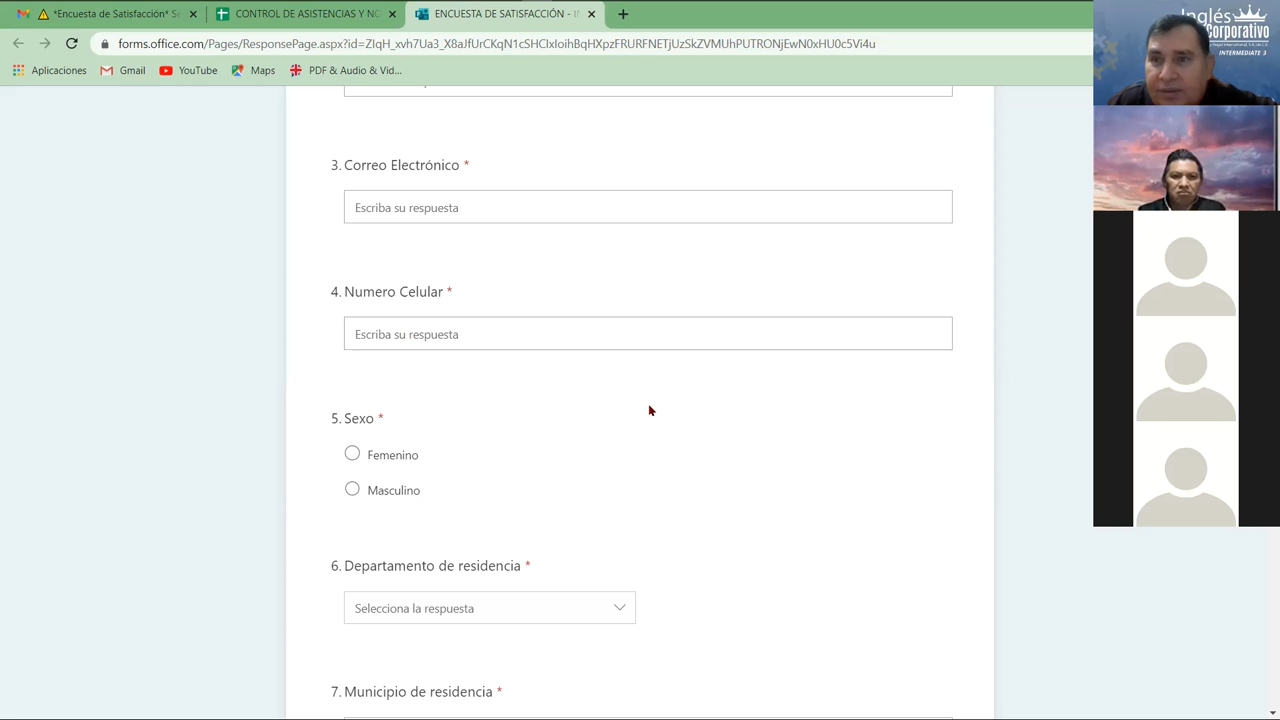 *Encuesta de Satisfacción* Se
CONTROL DE ASISTENCIAS Y NO
ENCUESTA DE SATISFACCIÓN - I
forms.office.com/Pages/ResponsePage.aspx?id=ZIqH_xvh7Ua3_X8aJfUrCKqN1cSHCIxIoihBqHXpzFRURFNETjUzSkZVMUhPUTRONjEwN0xHU0c5Vi4u
Aplicaciones
Gmail
YouTube
Maps
PDF & Audio & Vid...
Inglés
Corporativo
INTERMEDIATE 3
3. Correo Electrónico *
Escriba su respuesta
4. Numero Celular *
Escriba su respuesta
5. Sexo *
Femenino
Masculino
6. Departamento de residencia *
Selecciona la respuesta
7. Municipio de residencia *